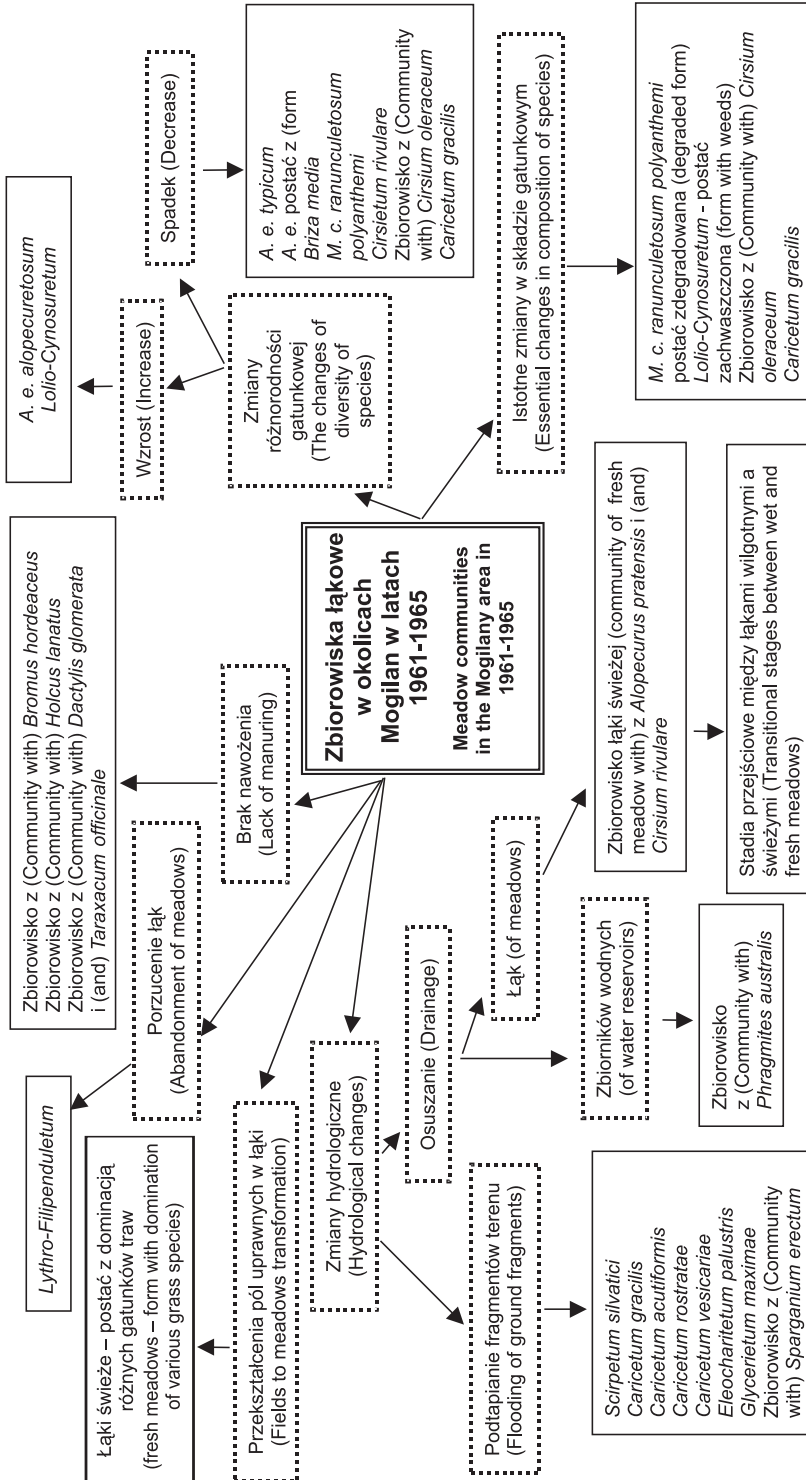 Lythro-Filipenduletum
Łąki świeże – postać z dominacją
różnych gatunków traw
(fresh meadows – form with domination
of various grass species)
Zbiorowisko z (Community with) Bromus hordeaceus
Zbiorowisko z (Community with) Holcus lanatus
Zbiorowisko z (Community with) Dactylis glomerata
i (and) Taraxacum officinale
A. e. alopecuretosum
Lolio-Cynosuretum
Wzrost (Increase)
Spadek (Decrease)
Porzucenie łąk
(Abandonment of meadows)
Brak nawożenia
(Lack of manuring)
Zmiany
różnorodności
gatunkowej
(The changes of
diversity of
species)
A. e. typicum
A. e. postać z (form
Briza media
M. c. ranunculetosum
polyanthemi
Cirsietum rivulare
Zbiorowisko z (Community
with) Cirsium oleraceum
Caricetum gracilis
Przekształcenia pól uprawnych w łąki
(Fields to meadows transformation)
Zmiany hydrologiczne
(Hydrological changes)
Zbiorowiska łąkowe
w okolicach
Mogilan w latach
1961-1965
Meadow communities
in the Mogilany area in
1961-1965
Osuszanie (Drainage)
Łąk (of meadows)
Istotne zmiany w składzie gatunkowym
(Essential changes in composition of species)
Podtapianie fragmentów terenu
(Flooding of ground fragments)
Zbiorników wodnych
(of water reservoirs)
Zbiorowisko łąki świeżej (community of fresh
meadow with) z Alopecurus pratensis i (and)
Cirsium rivulare
Scirpetum silvatici
Caricetum gracilis
Caricetum acutiformis
Caricetum rostratae
Caricetum vesicariae
Eleocharitetum palustris
Glycerietum maximae
Zbiorowisko z (Community
with) Sparganium erectum
Zbiorowisko
z (Community with)
Phragmites australis
Stadia przejściowe między łąkami wilgotnymi a
świeżymi (Transitional stages between wet and
fresh meadows)
M. c. ranunculetosum polyanthemi
postać zdegradowana (degraded form)
Lolio-Cynosuretum - postać
zachwaszczona (form with weeds)
Zbiorowisko z (Community with) Cirsium
oleraceum
Caricetum gracilis